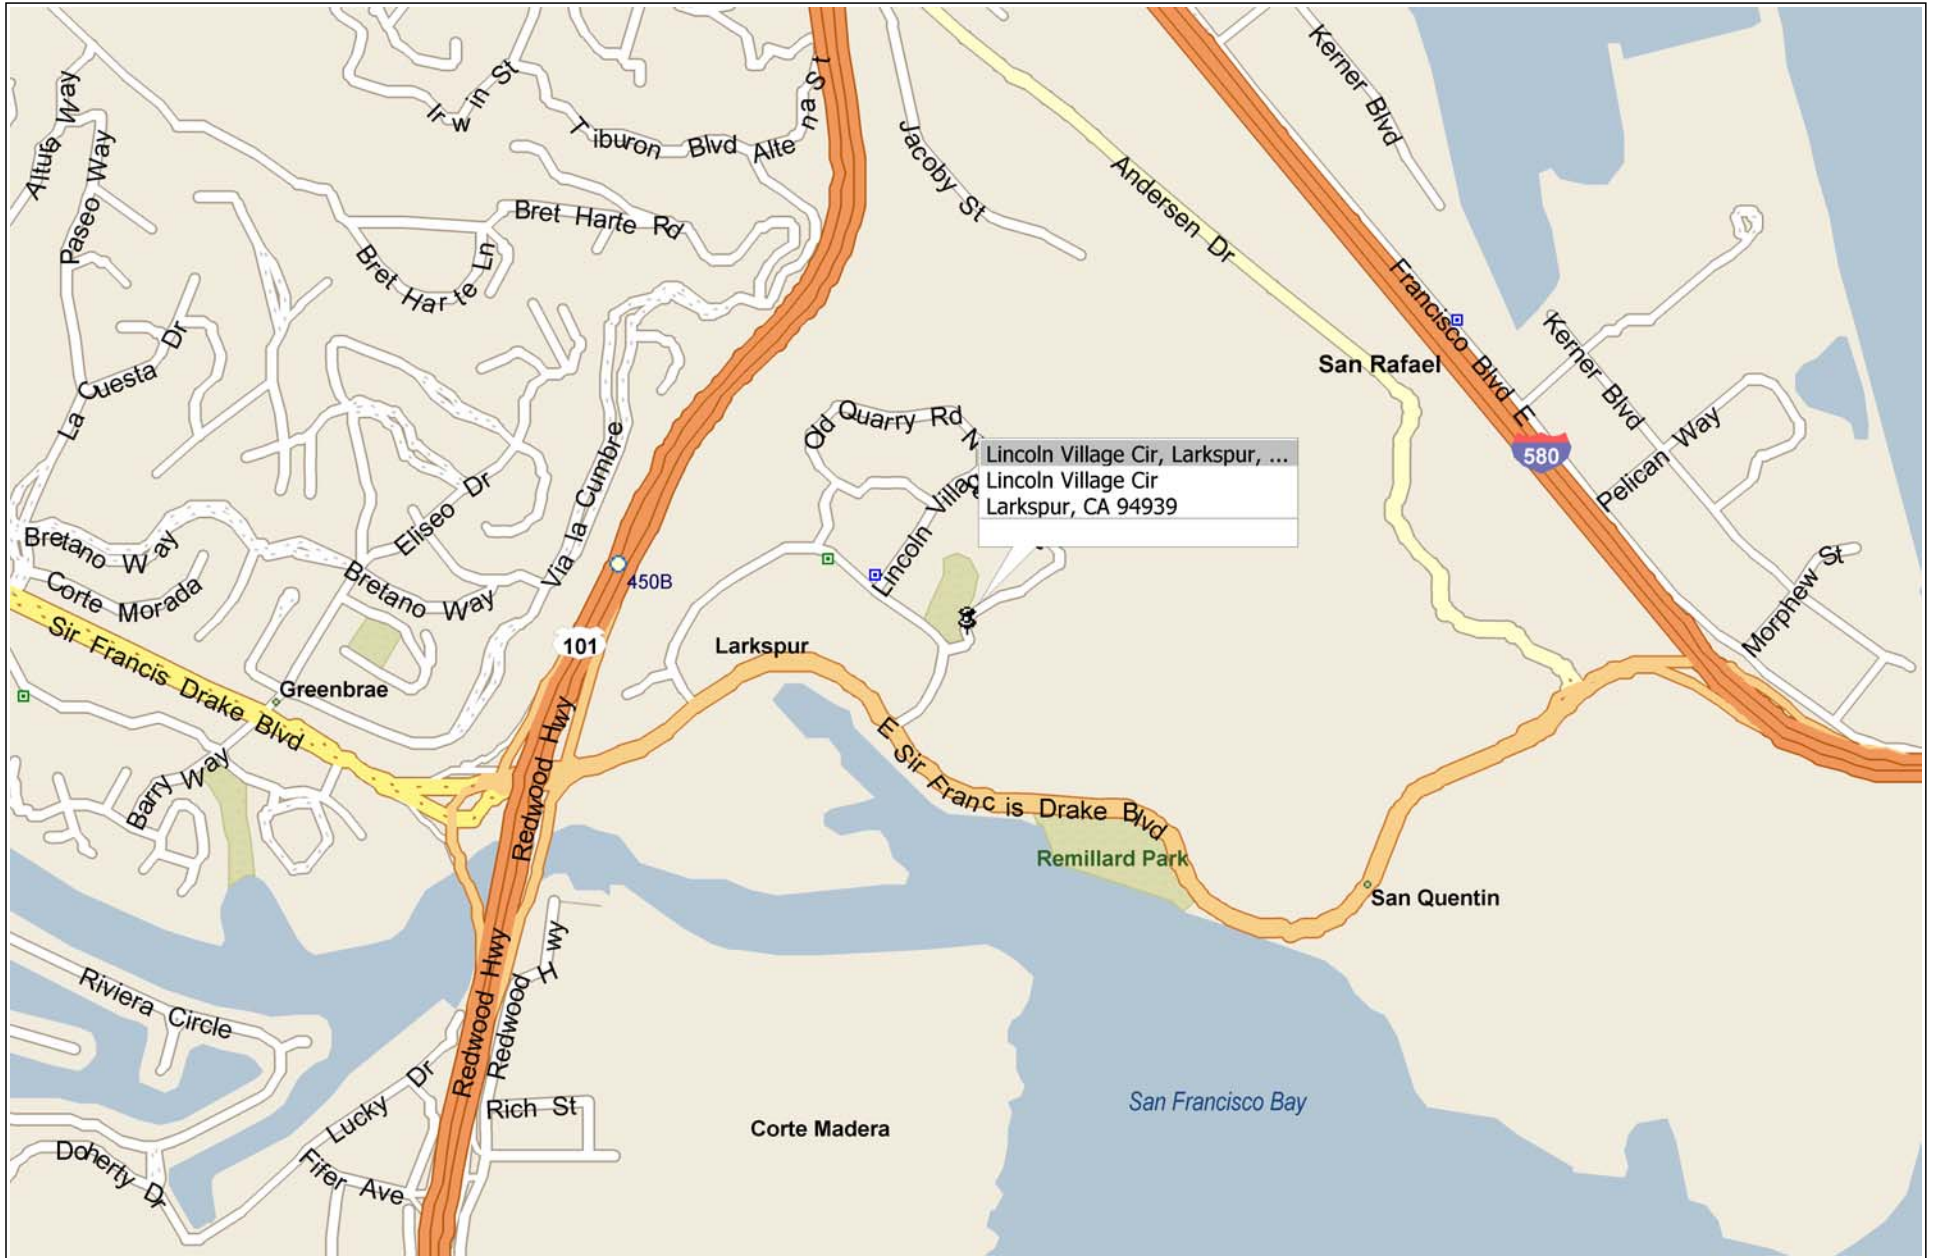 Kerner Blvd
Altura Way
Irwin St
Tiburon Blvd Alte
na St
Paseo Way
Jacoby St
Andersen Dr
Bret Harte Rd
Bret Harte Ln
Francisco Blvd E
La Cuesta Dr
Kerner Blvd
San Rafael
Old Quarry Rd N
Lincoln Village Cir, Larkspur, ...
Lincoln Village Cir
Larkspur, CA 94939
580
Pelican Way
Eliseo Dr
Via la Cumbre
Lincoln Village
Bretano Way
Corte Morada
Bretano Way
450B
Morphew St
Sir Francis Drake Blvd
101
Larkspur
Greenbrae
Redwood Hwy
E Sir Francis Drake Blvd
Barry Way
Remillard Park
San Quentin
Redwood Hwy
Redwood Hwy
Riviera Circle
Lucky Dr
Rich St
San Francisco Bay
Corte Madera
Doherty Dr
Fifer Ave